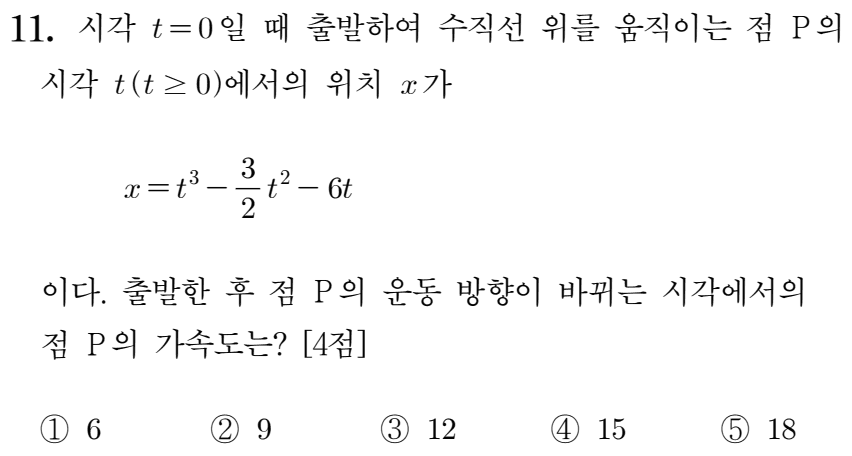 11. 시각 t=0일 때 출발하여 수직선 위를 움직이는 점 P의
시각 t(t ≥ 0)에서의 위치 x가
x=t³−\frac{3}{2}t²−6t
이다. 출발한 후 점 P의 운동 방향이 바뀌는 시각에서의
점 P의 가속도는? [4점]
① 6 ② 9 ③ 12 ④ 15 ⑤ 18